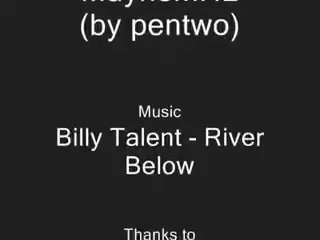 (by pentwo)
Music
Billy Talent - River
Below
Thanks to